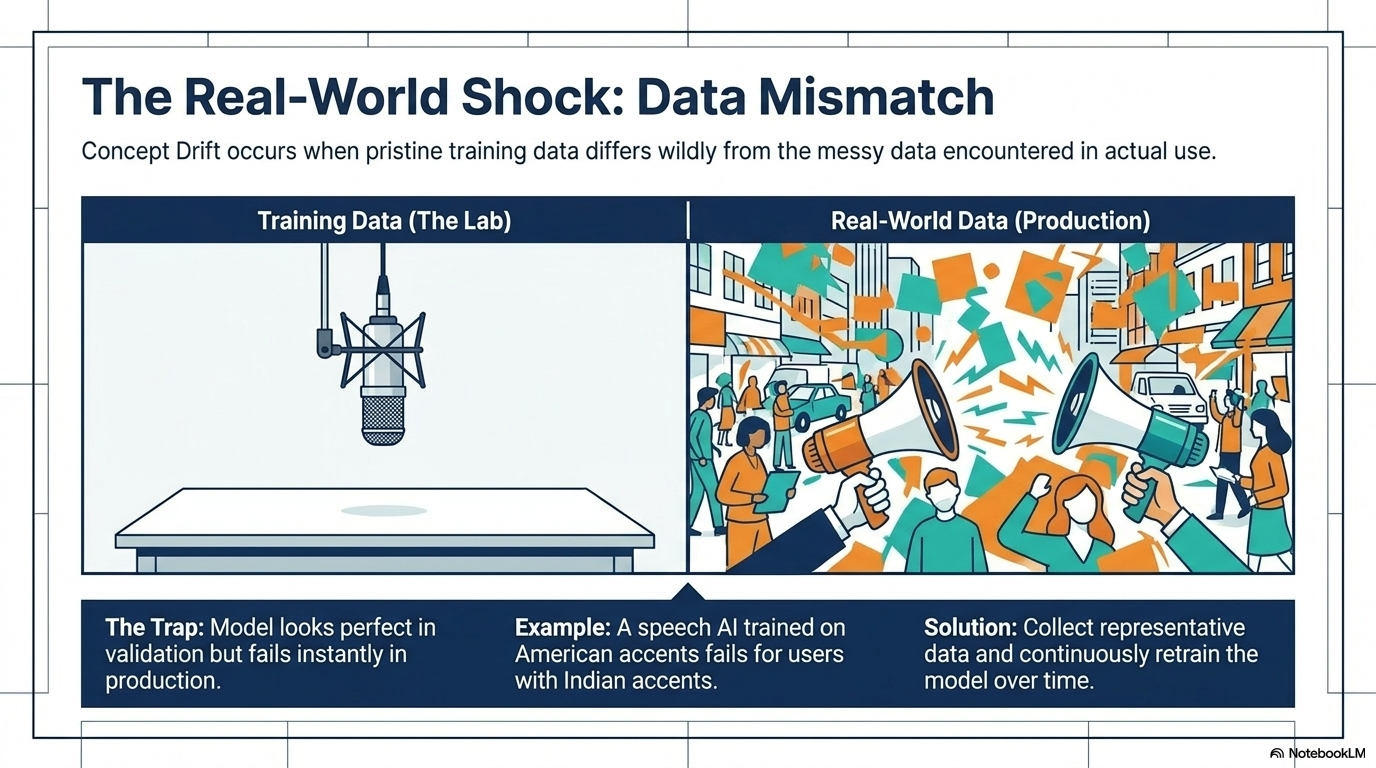 The Real-World Shock: Data Mismatch
Concept Drift occurs when pristine training data differs wildly from the messy data encountered in actual use.
Training Data (The Lab)
Real-World Data (Production)
The Trap: Model looks perfect in
validation but fails instantly in
production.
Example: A speech AI trained on
American accents fails for users
with Indian accents.
Solution: Collect representative
data and continuously retrain the
model over time.
NotebookLM